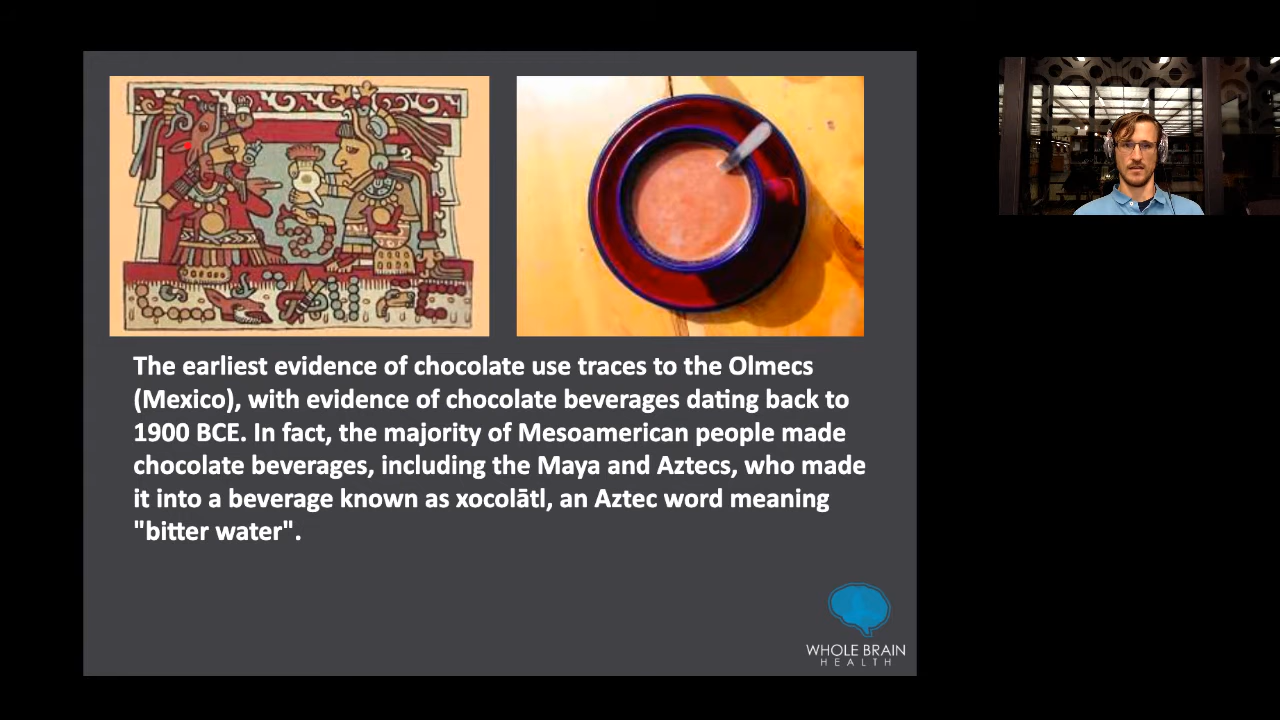 The earliest evidence of chocolate use traces to the Olmecs
(Mexico), with evidence of chocolate beverages dating back to
1900 BCE. In fact, the majority of Mesoamerican people made
chocolate beverages, including the Maya and Aztecs, who made
it into a beverage known as xocolātl, an Aztec word meaning
"bitter water".
WHOLE BRAIN
HEALTH